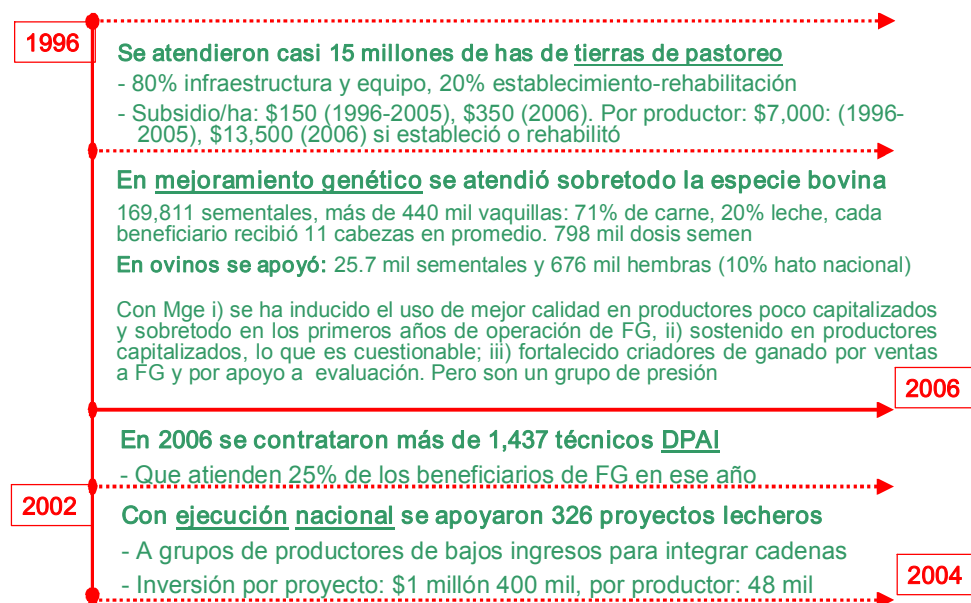 1996
Se atendieron casi 15 millones de has de tierras de pastoreo
- 80% infraestructura y equipo, 20% establecimiento-rehabilitación
- Subsidio/ha: $150 (1996-2005), $350 (2006). Por productor: $7,000: (1996-
2005), $13,500 (2006) si estableció o rehabilitó
En mejoramiento genético se atendió sobretodo la especie bovina
169,811 sementales, más de 440 mil vaquillas: 71% de carne, 20% leche, cada
beneficiario recibió 11 cabezas en promedio. 798 mil dosis semen
En ovinos se apoyó: 25.7 mil sementales y 676 mil hembras (10% hato nacional)
Con Mge i) se ha inducido el uso de mejor calidad en productores poco capitalizados
y sobretodo en los primeros años de operación de FG, ii) sostenido en productores
capitalizados, lo que es cuestionable; iii) fortalecido criadores de ganado por ventas
a FG y por apoyo a evaluación. Pero son un grupo de presión
2006
En 2006 se contrataron más de 1,437 técnicos DPAI
- Que atienden 25% de los beneficiarios de FG en ese año
2002
Con ejecución nacional se apoyaron 326 proyectos lecheros
- A grupos de productores de bajos ingresos para integrar cadenas
- Inversión por proyecto: $1 millón 400 mil, por productor: 48 mil
2004